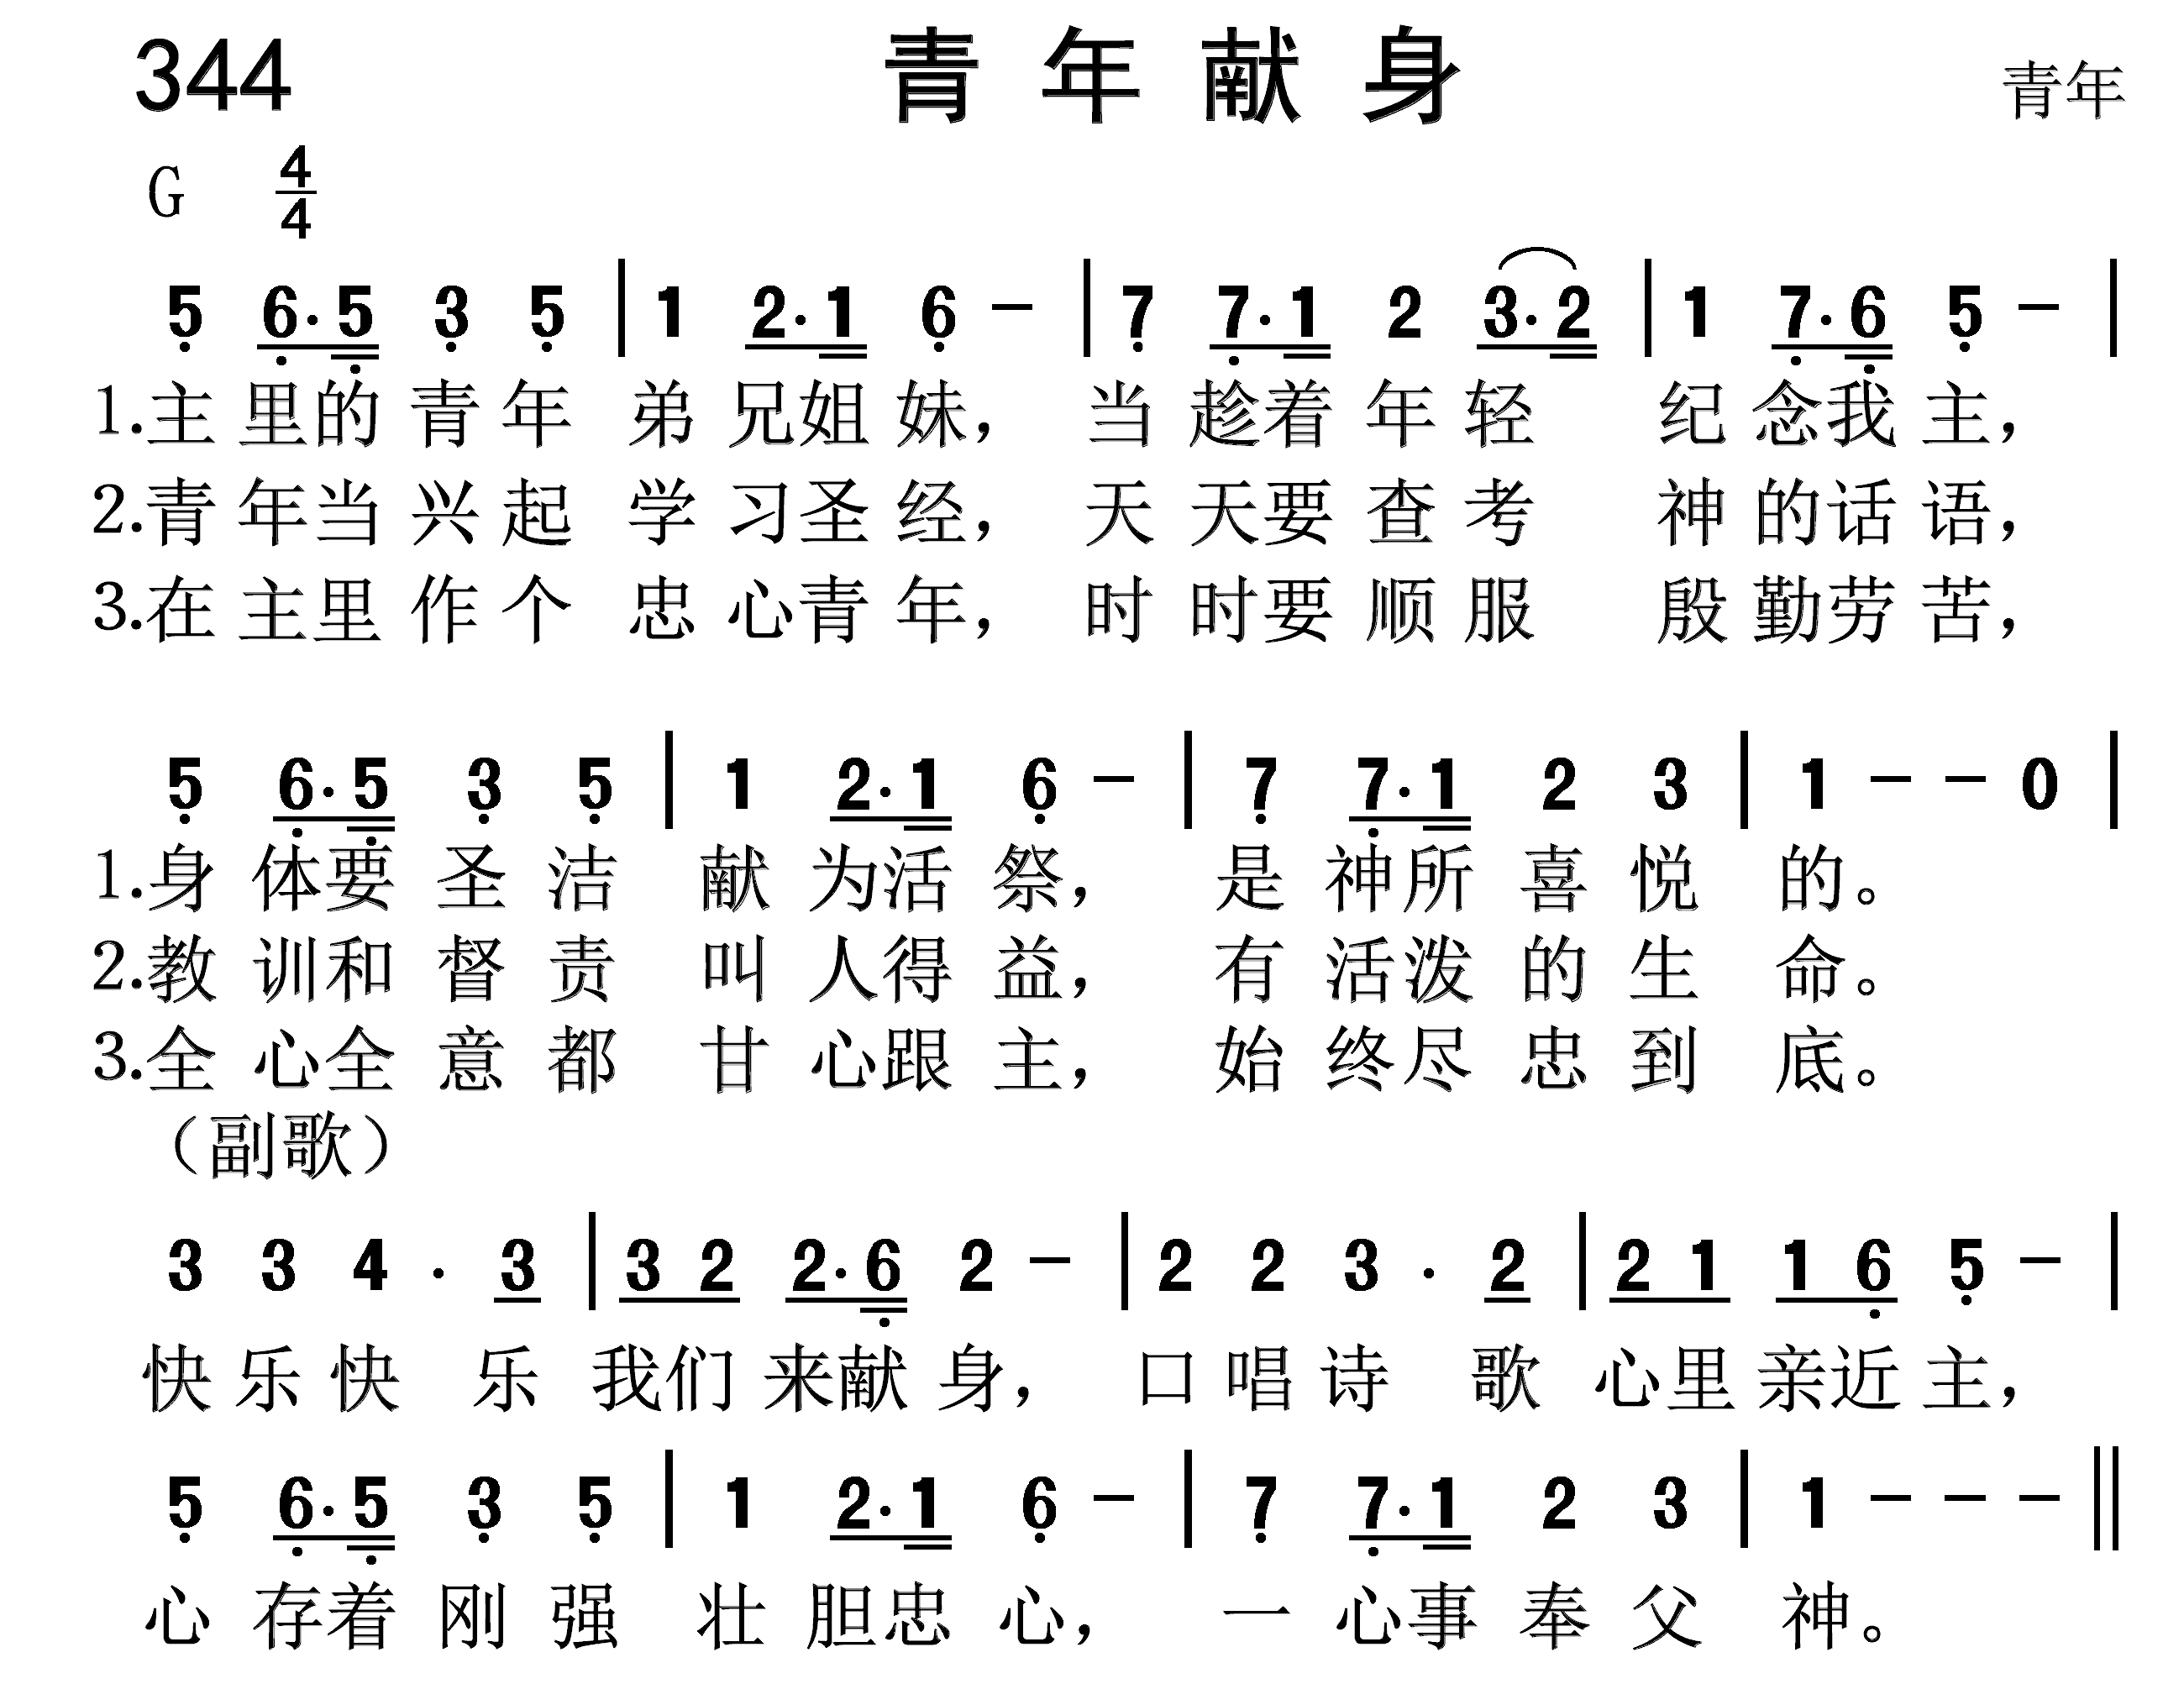 344 青年献身 青年
G 4/4
5 6·5 3 5 | 1 2·1 6 – | 7 7·1 2 3·2 | 1 7·6 5 – |
1.主里的青年弟兄姐妹，当趁着年轻纪念我主，
2.青年当兴起学习圣经，天天要查考神的话语，
3.在主里作个忠心青年，时时要顺服殷勤劳苦，
5 6·5 3 5 | 1 2·1 6 – | 7 7·1 2 3 | 1 – – 0 |
1.身体要圣洁献为活祭，是神所喜悦的。
2.教训和督责叫人得益，有活泼的生命。
3.全心全意都甘心跟主，始终尽忠到底。
（副歌）
3 3 4 · 3 | 3 2 2·6 2 – | 2 2 3 · 2 | 2 1 1 6 5 – |
快乐快乐我们来献身，口唱诗歌心里亲近主，
5 6·5 3 5 | 1 2·1 6 – | 7 7·1 2 3 | 1 – – – ||
心存着刚强壮胆忠心，一心事奉父神。